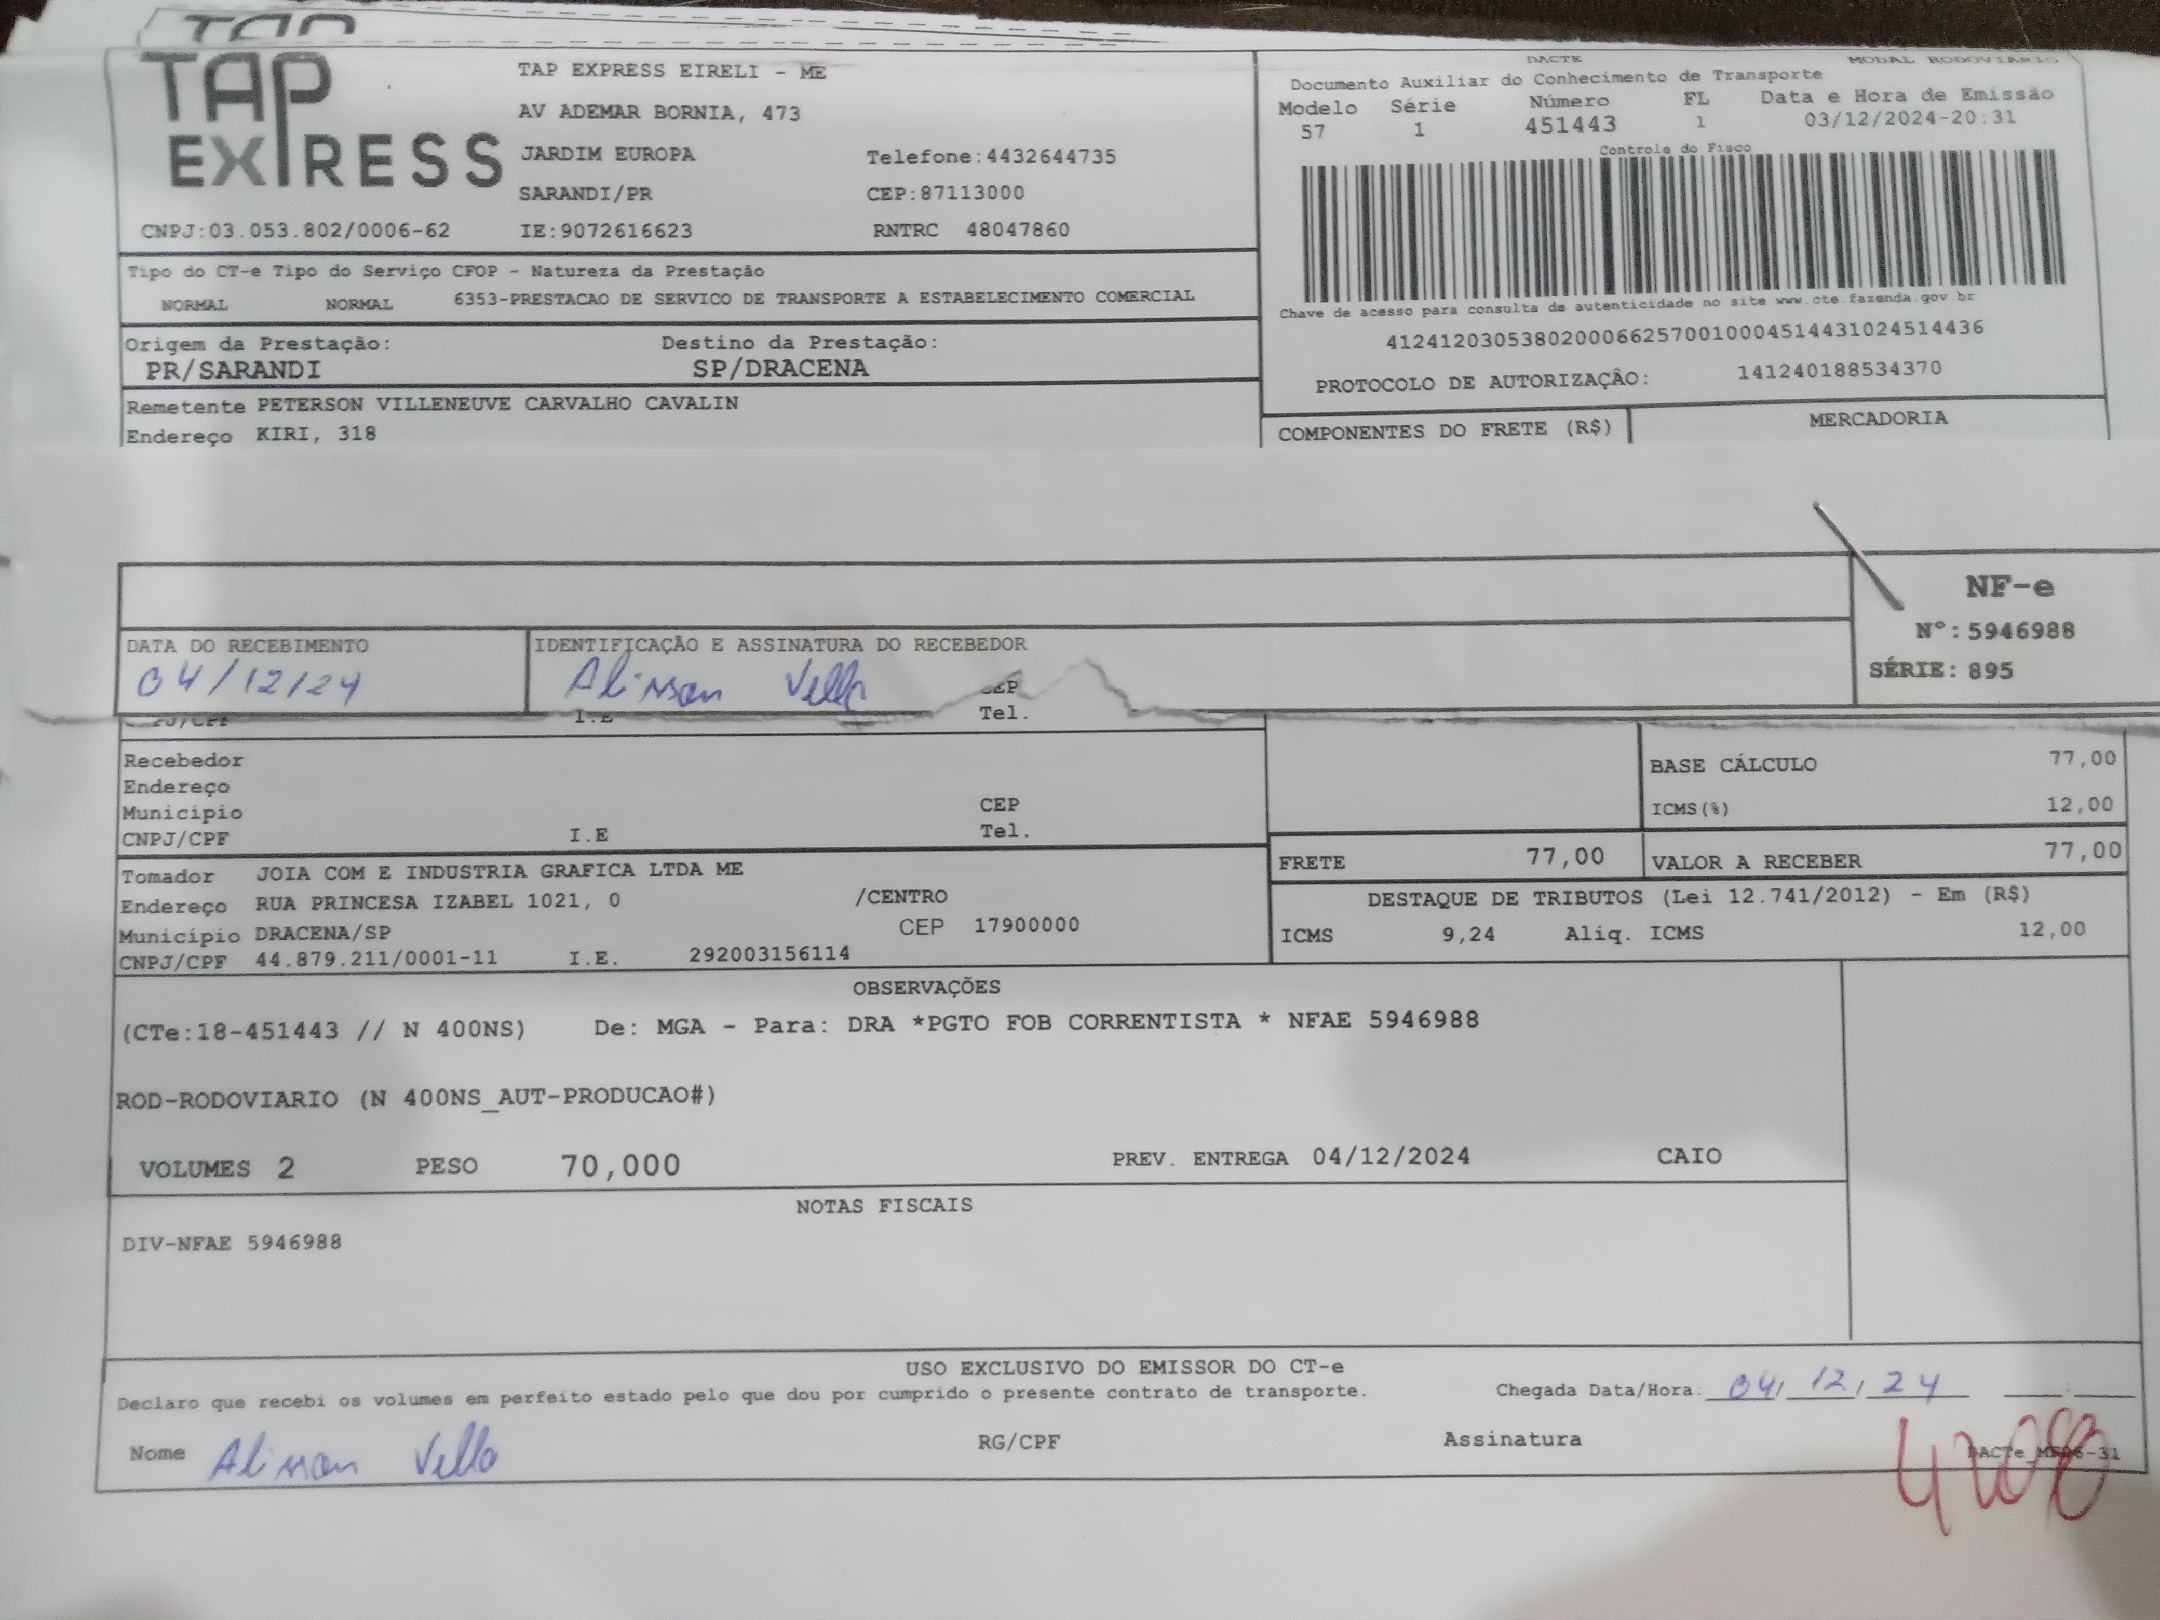 TAP
TAP
EXPRESS
CNPJ:03.053.802/0006-62
TAP EXPRESS EIRELI - ME
AV ADEMAR BORNIA, 473
JARDIM EUROPA Telefone:4432644735
SARANDI/PR CEP:87113000
IE:9072616623 RNTRC 48047860
DACTE MODAL RODOVIARIO
Documento Auxiliar do Conhecimento de Transporte
Modelo Série Número FL Data e Hora de Emissão
57 1 451443 1 03/12/2024-20:31
Controle do Fisco
Chave de acesso para consulta de autenticidade no site www.cte.fazenda.gov.br
41241203053802000662570010004514431024514436
PROTOCOLO DE AUTORIZAÇÃO: 141240188534370
Tipo do CT-e Tipo do Serviço CFOP - Natureza da Prestação
NORMAL NORMAL 6353-PRESTACAO DE SERVICO DE TRANSPORTE A ESTABELECIMENTO COMERCIAL
Origem da Prestação: Destino da Prestação:
PR/SARANDI SP/DRACENA
Remetente PETERSON VILLENEUVE CARVALHO CAVALIN
Endereço KIRI, 318
COMPONENTES DO FRETE (R$) MERCADORIA
NF-e
Nº: 5946988
SÉRIE: 895
DATA DO RECEBIMENTO IDENTIFICAÇÃO E ASSINATURA DO RECEBEDOR
04/12/24 Alisson Vello
CEP
CNPJ/CPF I.E Tel.
Recebedor
Endereço
Município CEP
CNPJ/CPF I.E Tel.
BASE CÁLCULO 77,00
ICMS(%) 12,00
FRETE 77,00 VALOR A RECEBER 77,00
Tomador JOIA COM E INDUSTRIA GRAFICA LTDA ME
Endereço RUA PRINCESA IZABEL 1021, 0 /CENTRO
Município DRACENA/SP CEP 17900000
CNPJ/CPF 44.879.211/0001-11 I.E. 292003156114
DESTAQUE DE TRIBUTOS (Lei 12.741/2012) - Em (R$)
ICMS 9,24 Aliq. ICMS 12,00
OBSERVAÇÕES
(CTe:18-451443 // N 400NS) De: MGA - Para: DRA *PGTO FOB CORRENTISTA * NFAE 5946988
ROD-RODOVIARIO (N 400NS_AUT-PRODUCAO#)
VOLUMES 2 PESO 70,000 PREV. ENTREGA 04/12/2024 CAIO
NOTAS FISCAIS
DIV-NFAE 5946988
USO EXCLUSIVO DO EMISSOR DO CT-e
Declaro que recebi os volumes em perfeito estado pelo que dou por cumprido o presente contrato de transporte. Chegada Data/Hora: 04/12/24 __:__
Nome Alisson Vello RG/CPF Assinatura